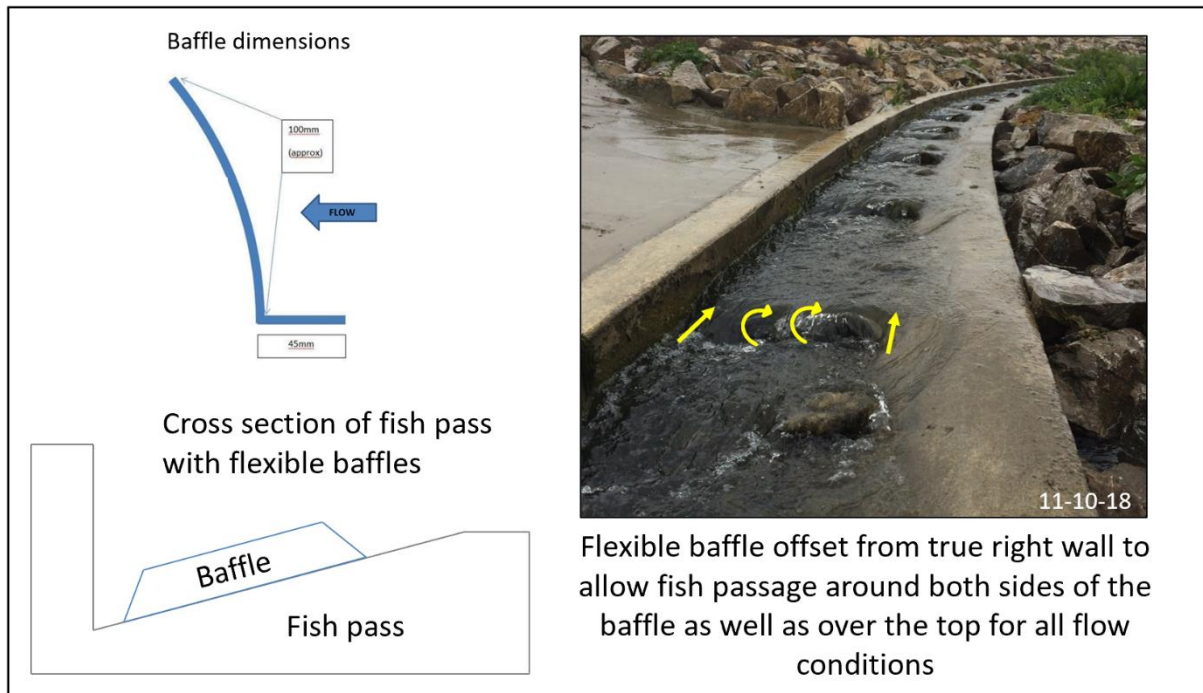 Baffle dimensions
100mm
(approx)
FLOW
45mm
Cross section of fish pass
with flexible baffles
Baffle
Fish pass
11-10-18
Flexible baffle offset from true right wall to
allow fish passage around both sides of the
baffle as well as over the top for all flow
conditions